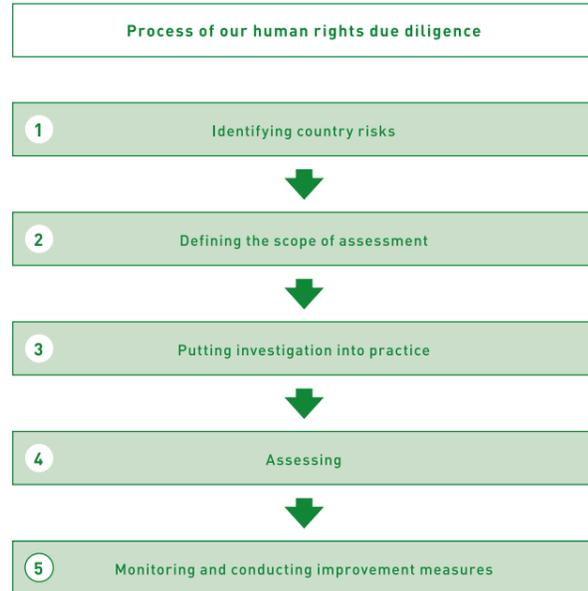 Process of our human rights due diligence
1 Identifying country risks
2 Defining the scope of assessment
3 Putting investigation into practice
4 Assessing
5 Monitoring and conducting improvement measures